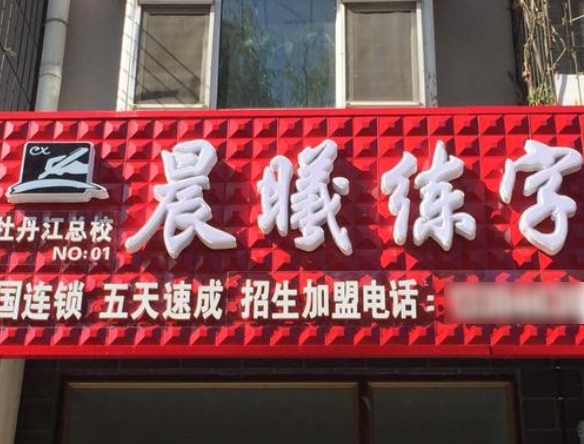 CX
晨曦练字
牡丹江总校
NO:01
国连锁 五天速成 招生加盟电话: